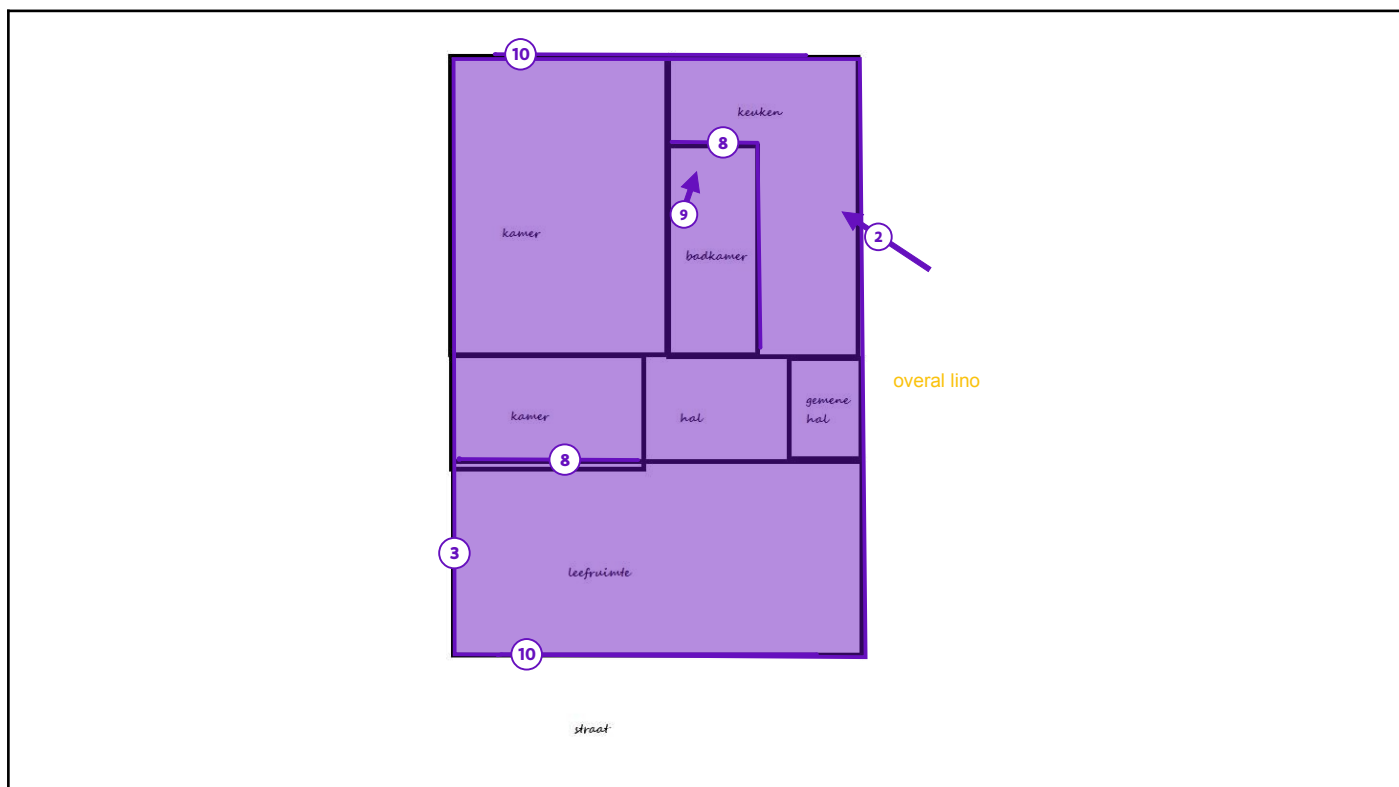 10
keuken
8
9
kamer
2
badkamer
overal lino
gemene
hal
kamer
hal
8
3
leefruimte
10
straat